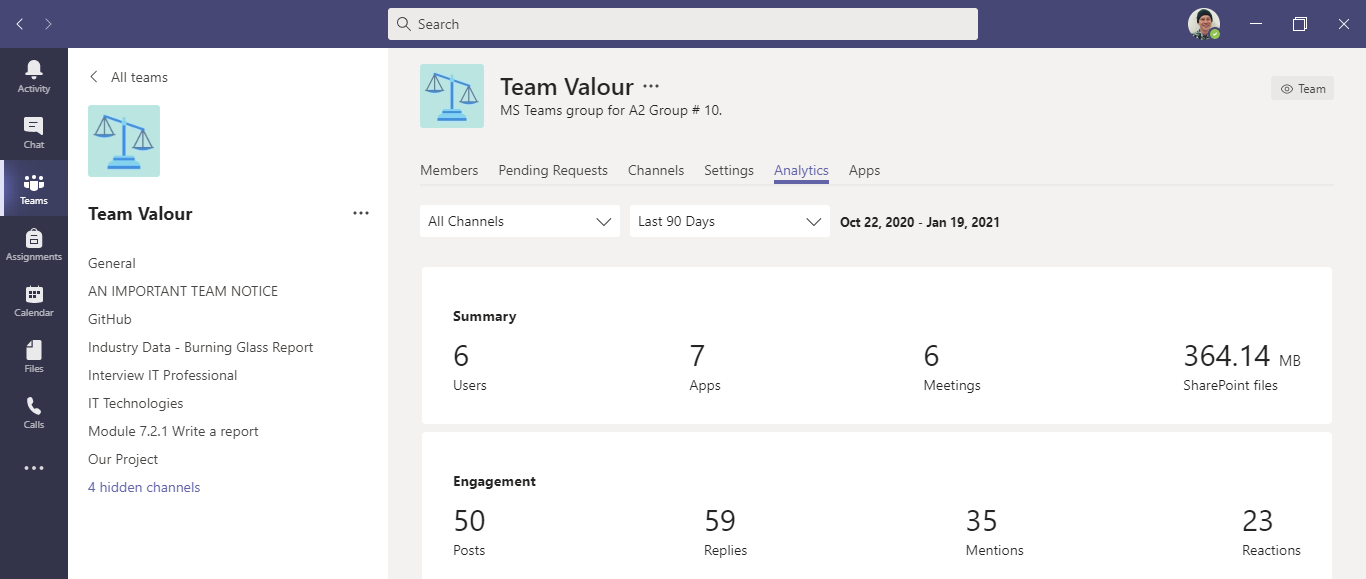 Search
Activity
Chat
Teams
Assignments
Calendar
Files
Calls
All teams
Team Valour
General
AN IMPORTANT TEAM NOTICE
GitHub
Industry Data - Burning Glass Report
Interview IT Professional
IT Technologies
Module 7.2.1 Write a report
Our Project
4 hidden channels
Team Valour
MS Teams group for A2 Group # 10.
Team
Members Pending Requests Channels Settings Analytics Apps
All Channels Last 90 Days Oct 22, 2020 - Jan 19, 2021
Summary
6 7 6 364.14 MB
Users Apps Meetings SharePoint files
Engagement
50 59 35 23
Posts Replies Mentions Reactions